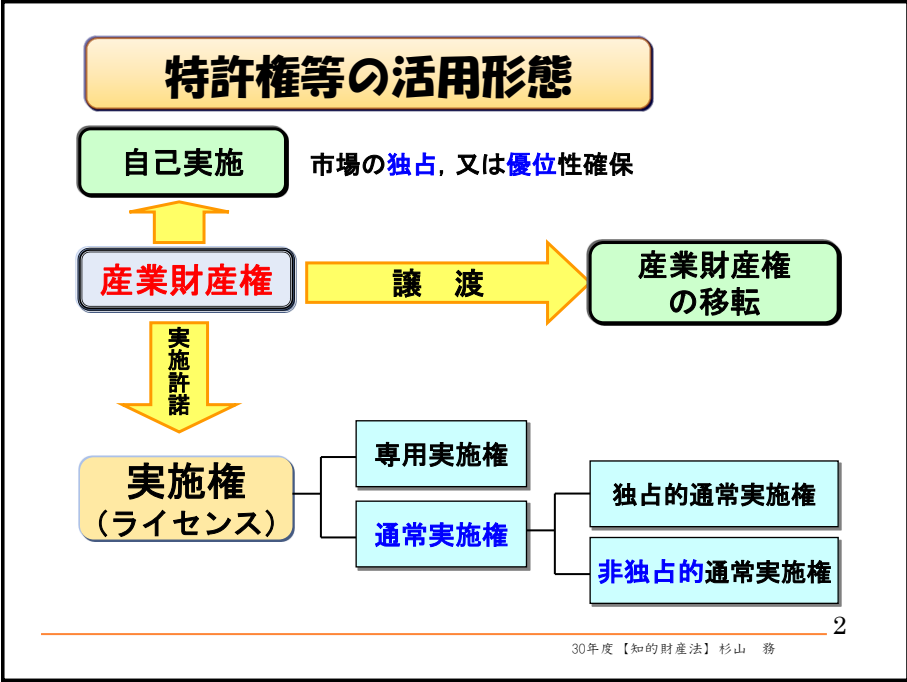 特許権等の活用形態
自己実施
市場の独占，又は優位性確保
産業財産権
譲　渡
産業財産権
の移転
実施許諾
実施権
（ライセンス）
専用実施権
通常実施権
独占的通常実施権
非独占的通常実施権
2
30年度【知的財産法】杉山　務